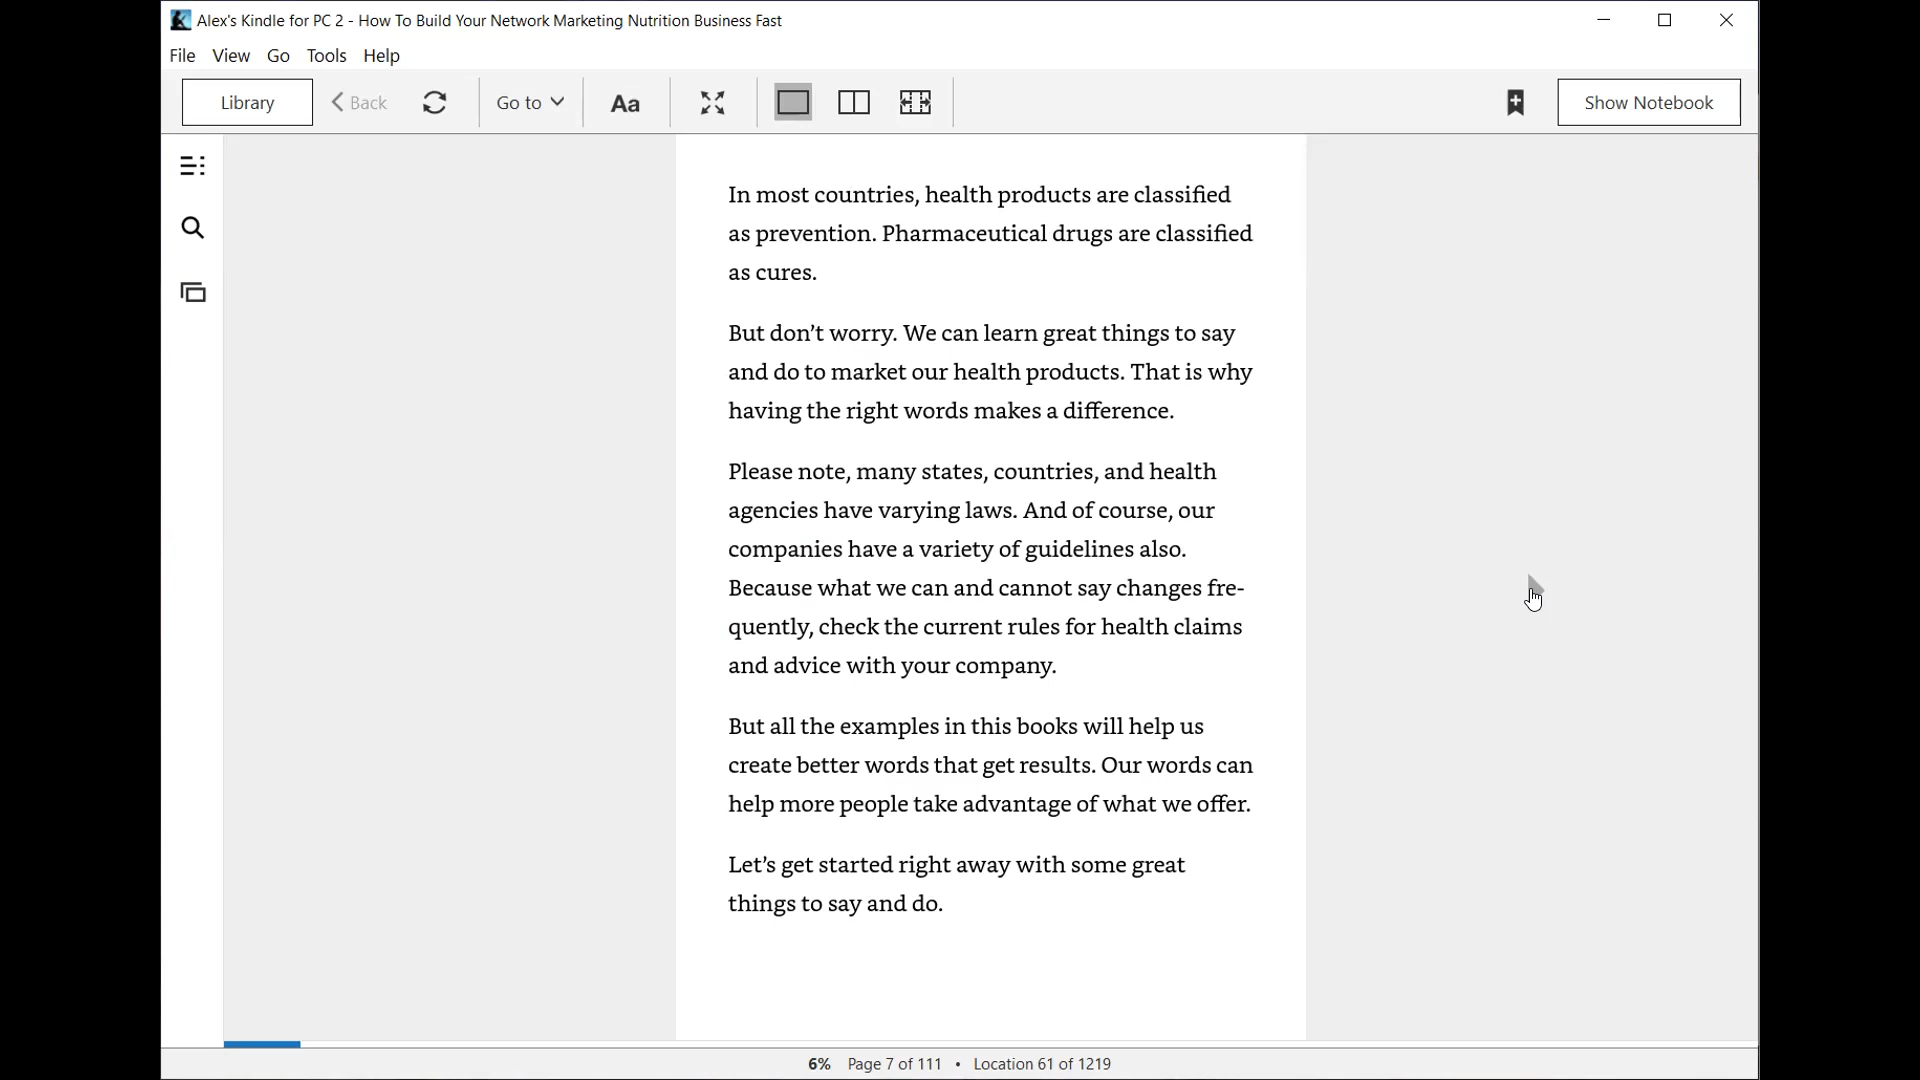 Alex's Kindle for PC 2 - How To Build Your Network Marketing Nutrition Business Fast
File View Go Tools Help
Library Back Go to Aa Show Notebook
In most countries, health products are classified
as prevention. Pharmaceutical drugs are classified
as cures.
But don’t worry. We can learn great things to say
and do to market our health products. That is why
having the right words makes a difference.
Please note, many states, countries, and health
agencies have varying laws. And of course, our
companies have a variety of guidelines also.
Because what we can and cannot say changes fre-
quently, check the current rules for health claims
and advice with your company.
But all the examples in this books will help us
create better words that get results. Our words can
help more people take advantage of what we offer.
Let’s get started right away with some great
things to say and do.
6% Page 7 of 111 • Location 61 of 1219